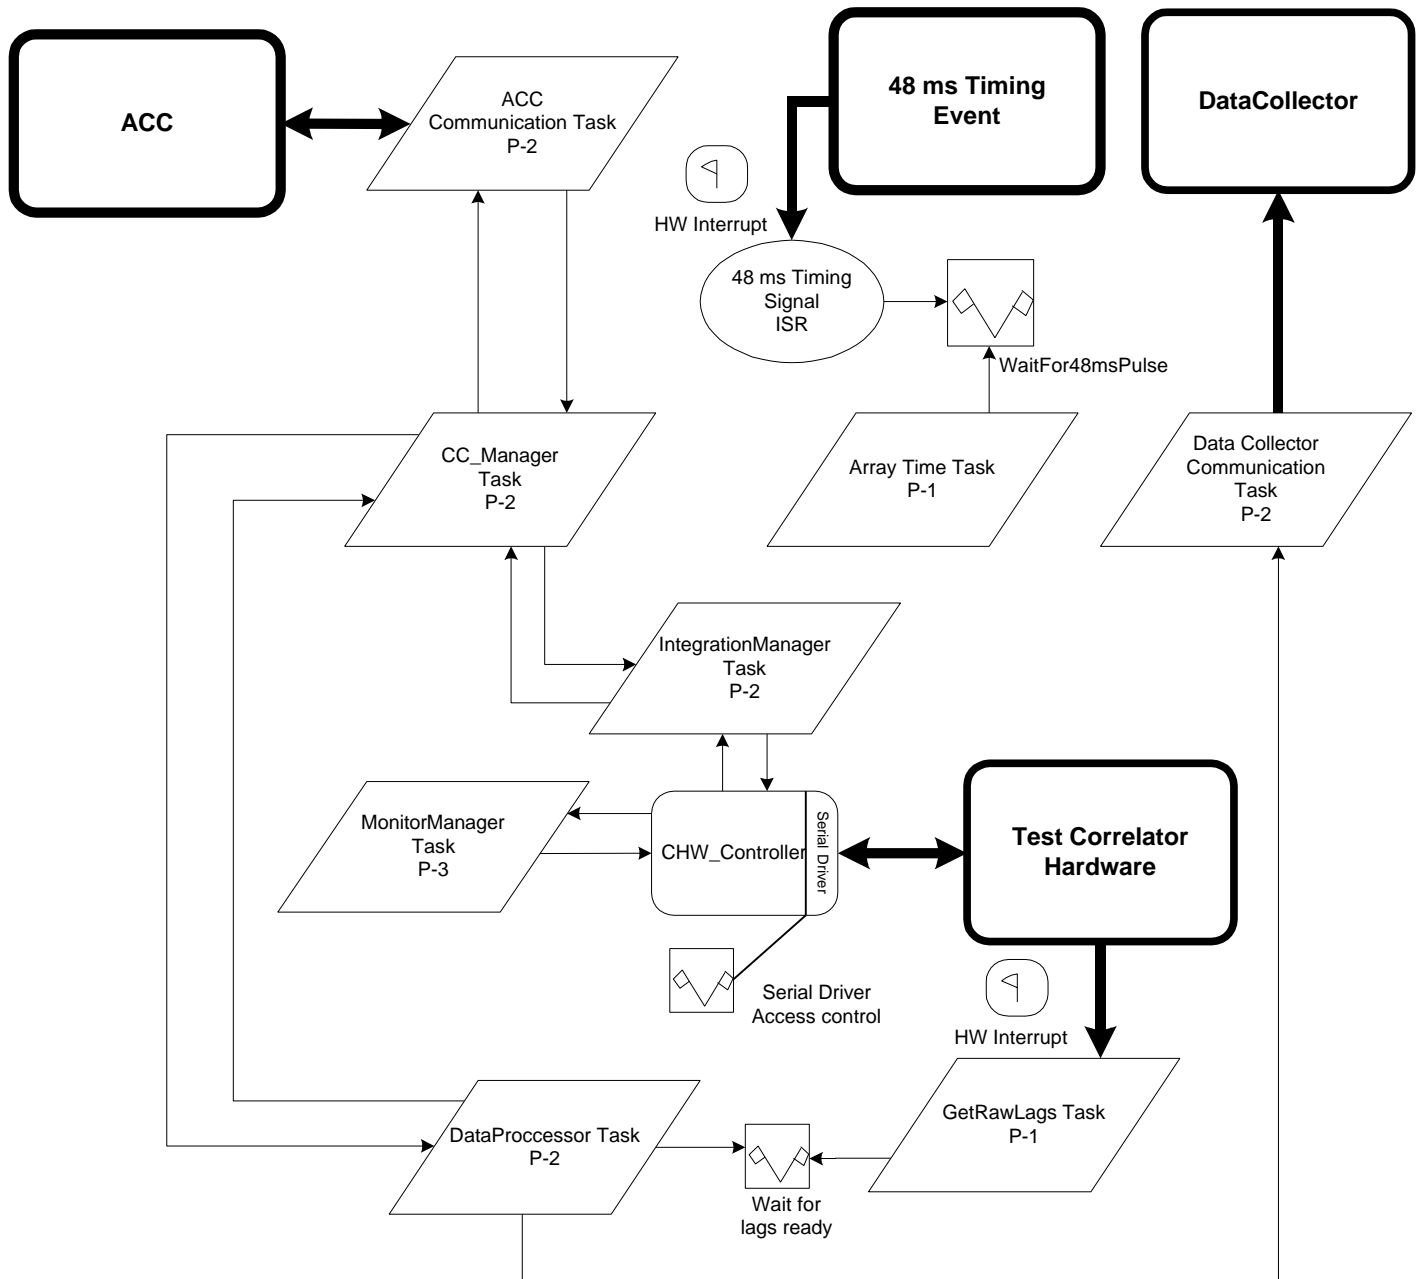 ACC
ACC
Communication Task
P-2
48 ms Timing
Event
DataCollector
HW Interrupt
48 ms Timing
Signal
ISR
WaitFor48msPulse
CC_Manager
Task
P-2
Array Time Task
P-1
Data Collector
Communication
Task
P-2
IntegrationManager
Task
P-2
MonitorManager
Task
P-3
CHW_Controller
Serial Driver
Test Correlator
Hardware
Serial Driver
Access control
HW Interrupt
GetRawLags Task
P-1
DataProccessor Task
P-2
Wait for
lags ready